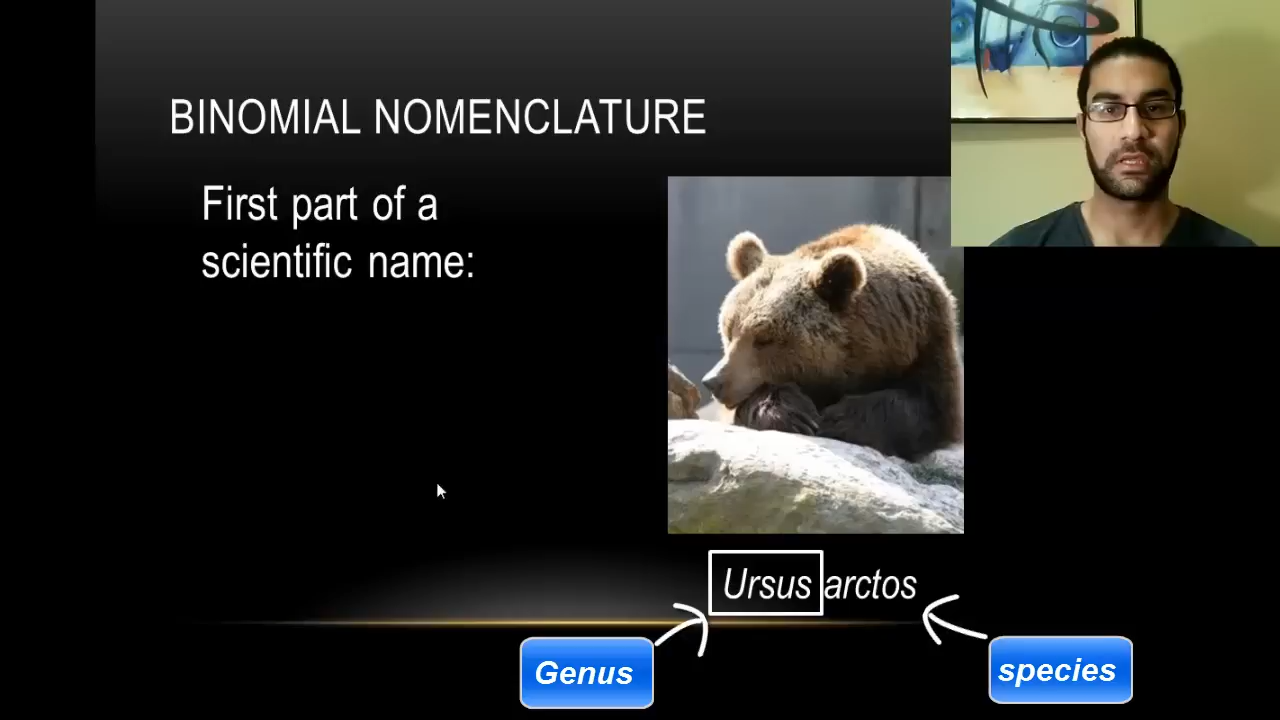 BINOMIAL NOMENCLATURE
First part of a
scientific name:
Ursus arctos
Genus
species